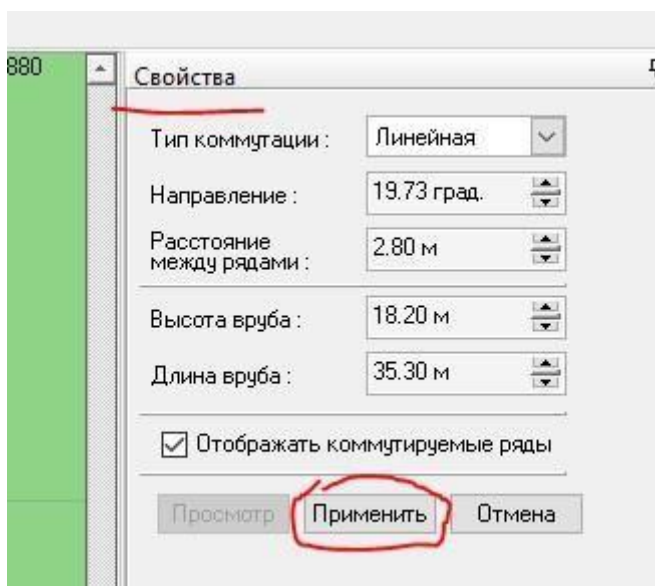 880
Свойства
Тип коммутации : Линейная
Направление : 19.73 град.
Расстояние
между рядами : 2.80 м
Высота вруба : 18.20 м
Длина вруба : 35.30 м
Отображать коммутируемые ряды
Просмотр Применить Отмена